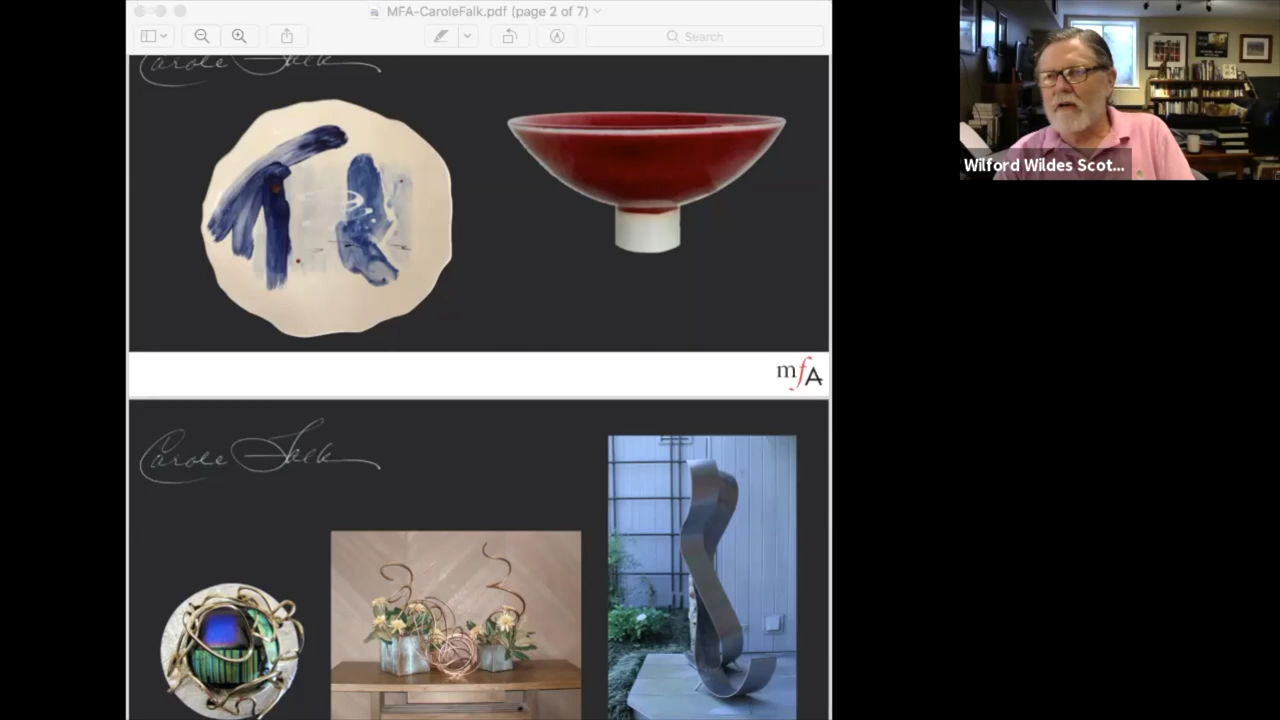 MFA-CaroleFalk.pdf (page 2 of 7)
Search
Carole Falk
mfA
Carole Falk
Wilford Wildes Scot...